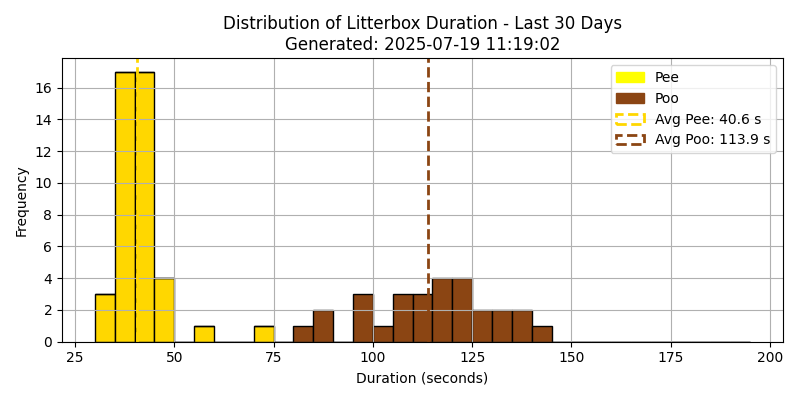 Distribution of Litterbox Duration - Last 30 Days
Generated: 2025-07-19 11:19:02
Pee
Poo
Avg Pee: 40.6 s
Avg Poo: 113.9 s
Frequency
16
14
12
10
8
6
4
2
0
25 50 75 100 125 150 175 200
Duration (seconds)